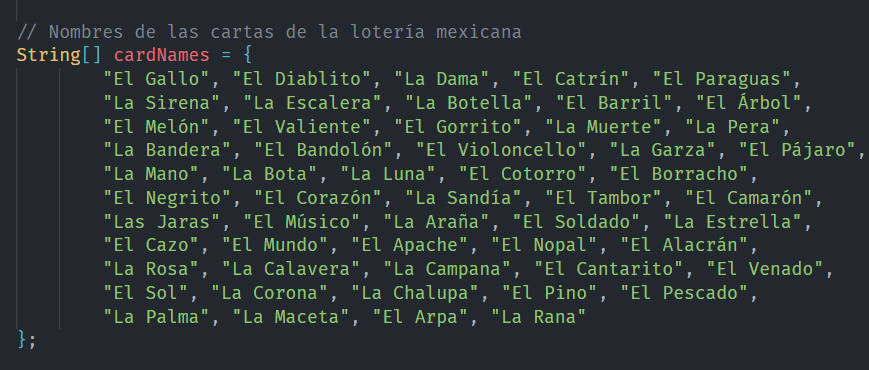 // Nombres de las cartas de la lotería mexicana
String[] cardNames = {
"El Gallo", "El Diablito", "La Dama", "El Catrín", "El Paraguas",
"La Sirena", "La Escalera", "La Botella", "El Barril", "El Árbol",
"El Melón", "El Valiente", "El Gorrito", "La Muerte", "La Pera",
"La Bandera", "El Bandolón", "El Violoncello", "La Garza", "El Pájaro",
"La Mano", "La Bota", "La Luna", "El Cotorro", "El Borracho",
"El Negrito", "El Corazón", "La Sandía", "El Tambor", "El Camarón",
"Las Jaras", "El Músico", "La Araña", "El Soldado", "La Estrella",
"El Cazo", "El Mundo", "El Apache", "El Nopal", "El Alacrán",
"La Rosa", "La Calavera", "La Campana", "El Cantarito", "El Venado",
"El Sol", "La Corona", "La Chalupa", "El Pino", "El Pescado",
"La Palma", "La Maceta", "El Arpa", "La Rana"
};